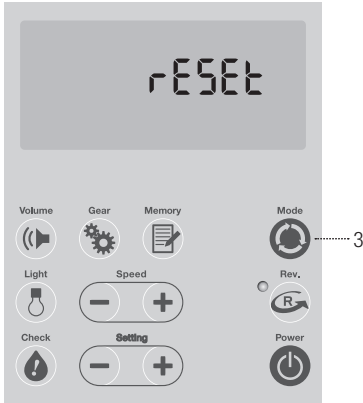 rESEt
Volume Gear Memory Mode
3
Light Speed Rev.
R
Check Setting Power